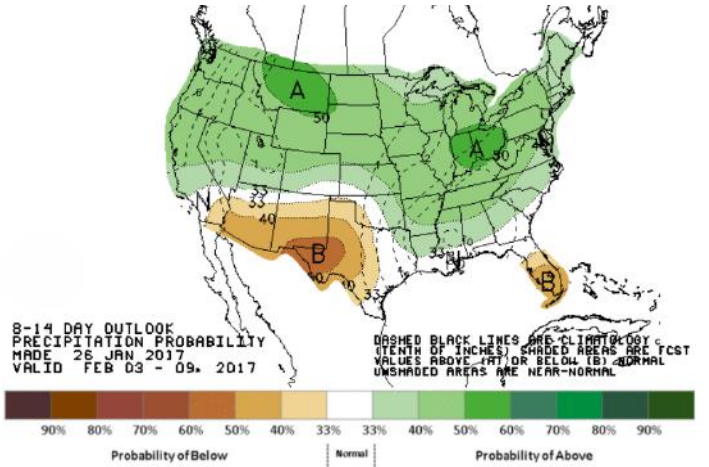 A
50
A
50
40
33
33
N
40
B
50
40
33
33
N
B
8-14 DAY OUTLOOK
PRECIPITATION PROBABILITY
MADE 26 JAN 2017
VALID FEB 03 - 09, 2017
DASHED BLACK LINES ARE CLIMATOLOGY
(TENTH OF INCHES) SHADED AREAS ARE FCST
VALUES ABOVE (A) OR BELOW (B) NORMAL
UNSHADED AREAS ARE NEAR-NORMAL
90% 80% 70% 60% 50% 40% 33% 33% 40% 50% 60% 70% 80% 90%
Probability of Below Normal Probability of Above